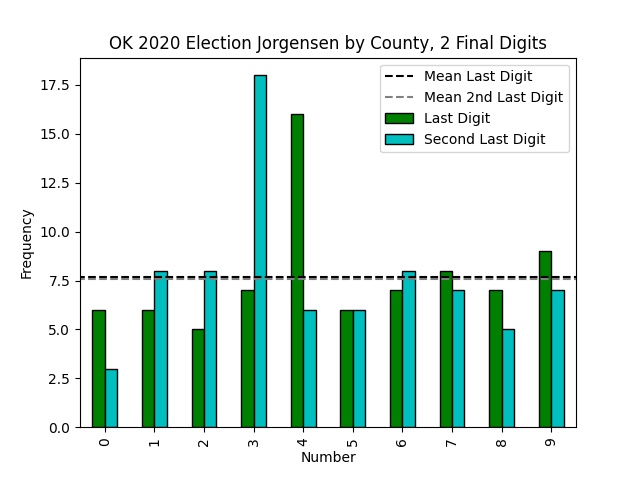 OK 2020 Election Jorgensen by County, 2 Final Digits
Mean Last Digit
Mean 2nd Last Digit
Last Digit
Second Last Digit
Frequency
17.5
15.0
12.5
10.0
7.5
5.0
2.5
0.0
0 1 2 3 4 5 6 7 8 9
Number